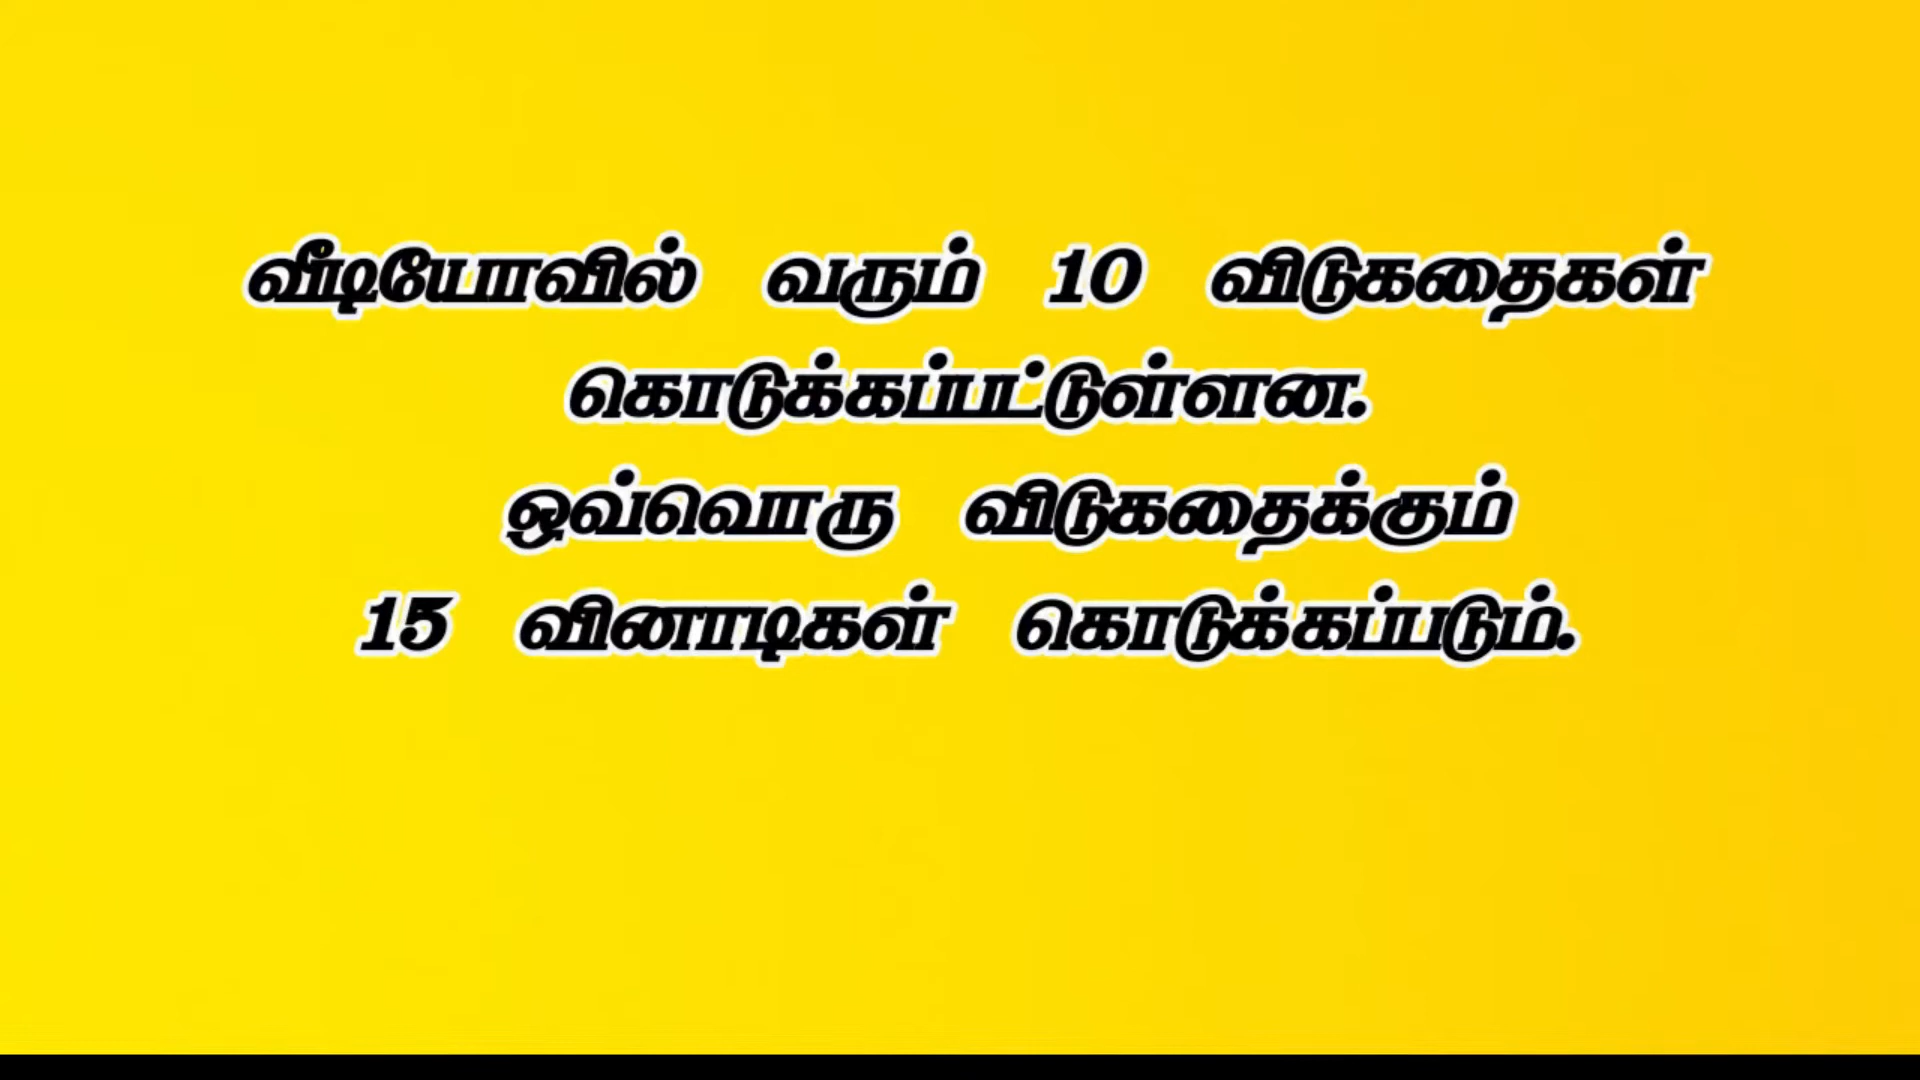 வீடியோவில் வரும் 10 விடுகதைகள்
கொடுக்கப்பட்டுள்ளன.
ஒவ்வொரு விடுகதைக்கும்
15 வினாடிகள் கொடுக்கப்படும்.